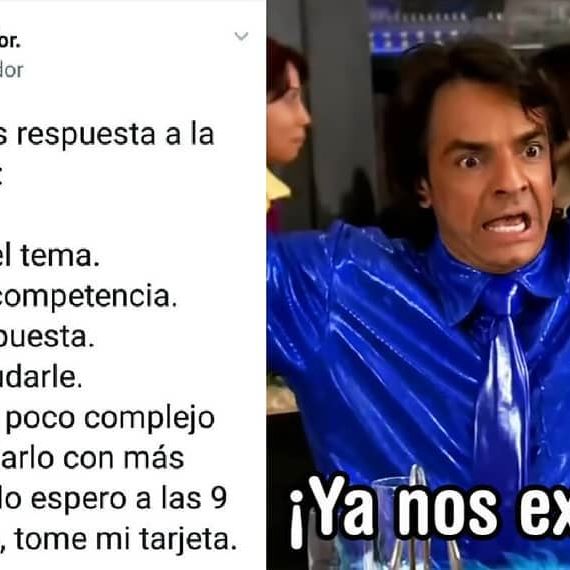 or.
dor
s respuesta a la
:
el tema.
competencia.
puesta.
udarle.
poco complejo
arlo con más
lo espero a las 9
, tome mi tarjeta.
¡Ya nos ex